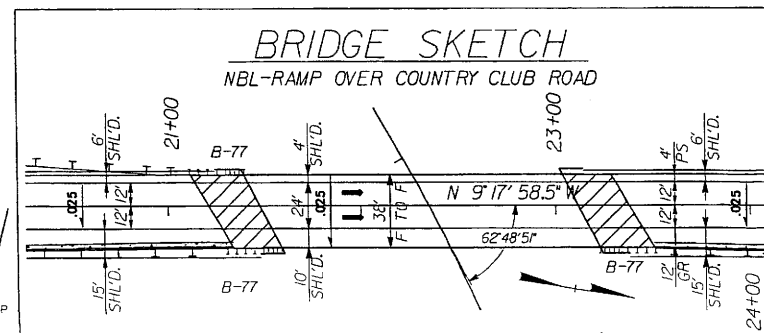 BRIDGE SKETCH
NBL-RAMP OVER COUNTRY CLUB ROAD
6'
SHL'D.
21+00
B-77
4'
SHL'D.
23+00
4'
PS
6'
SHL'D.
.025
12'
12'
24'
.025
38'
F TO F
N 9°17'58.5" W
62°48'51"
12'
12'
.025
15'
SHL'D.
B-77
10'
SHL'D.
B-77
12'
GR
15'
SHL'D.
24+00
P